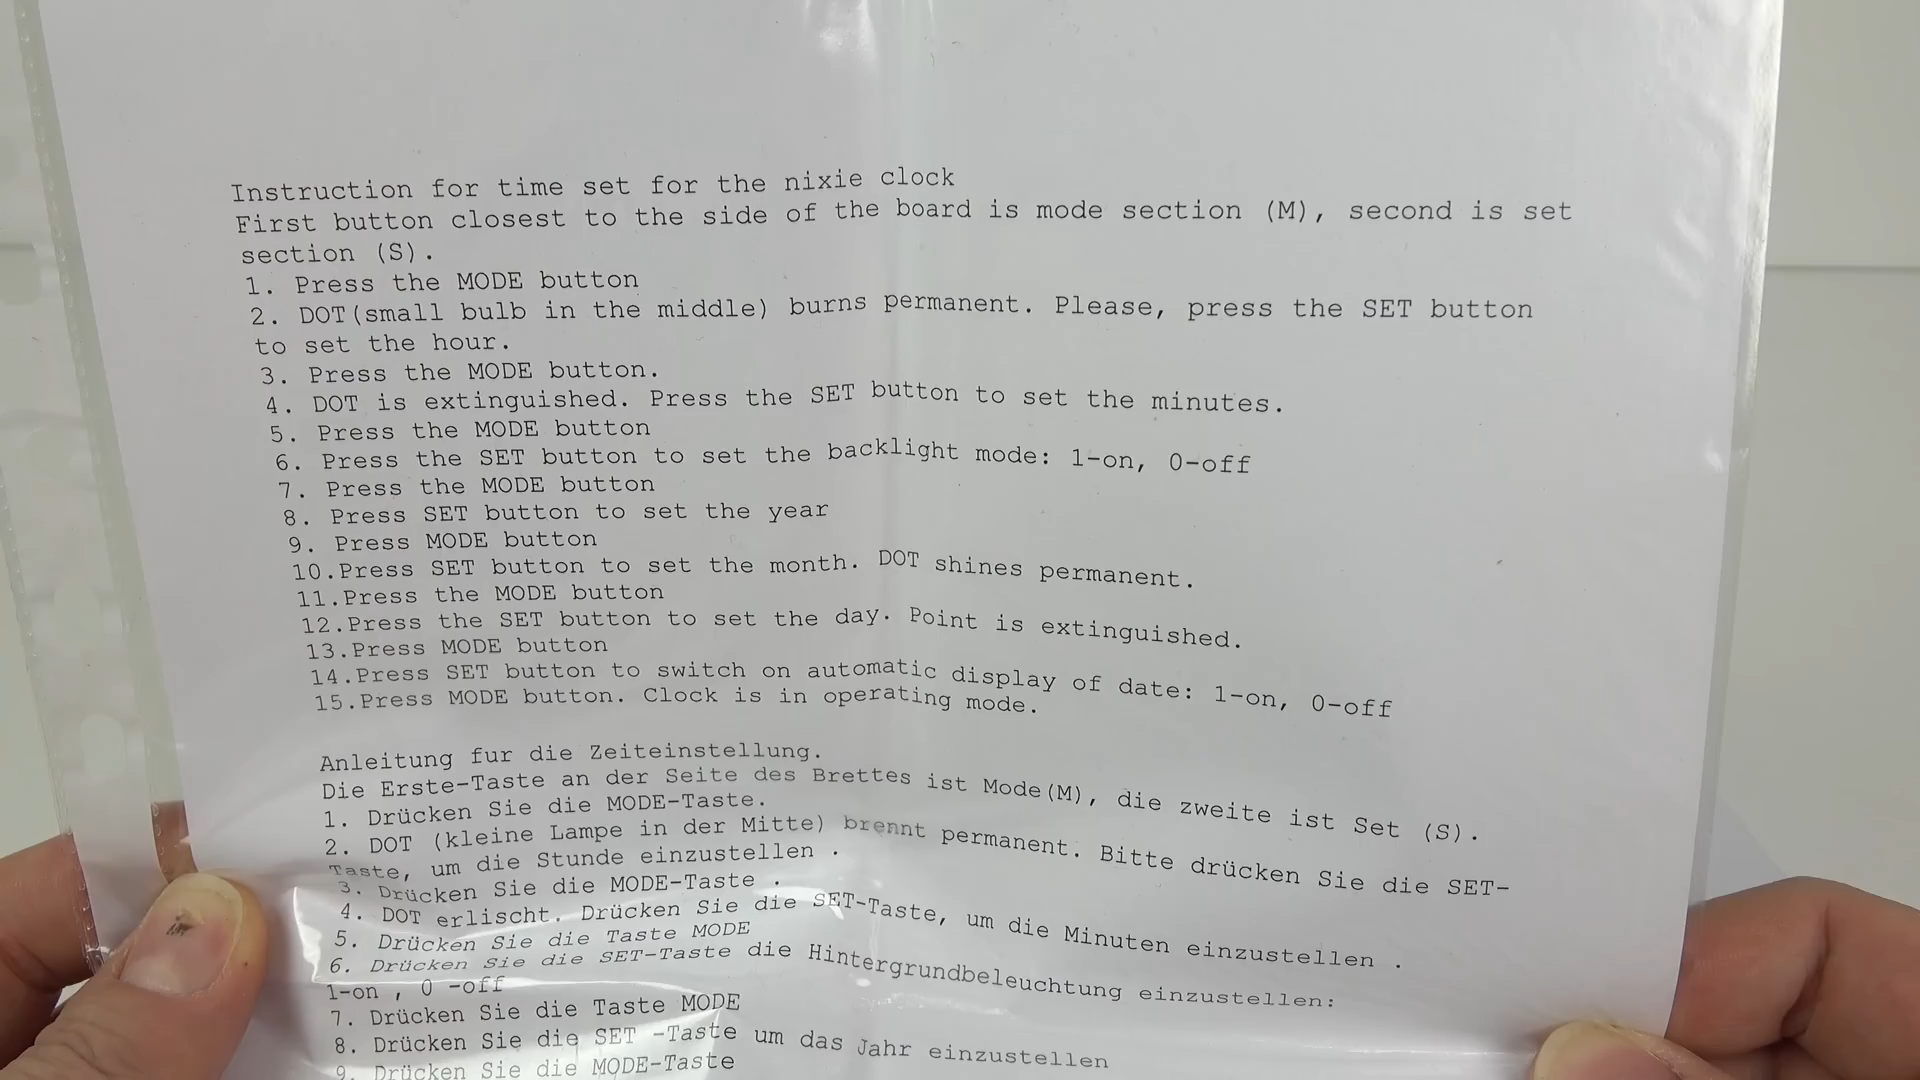 Instruction for time set for the nixie clock
First button closest to the side of the board is mode section (M), second is set
section (S).
1. Press the MODE button
2. DOT(small bulb in the middle) burns permanent. Please, press the SET button
to set the hour.
3. Press the MODE button.
4. DOT is extinguished. Press the SET button to set the minutes.
5. Press the MODE button
6. Press the SET button to set the backlight mode: 1-on, 0-off
7. Press the MODE button
8. Press SET button to set the year
9. Press MODE button
10.Press SET button to set the month. DOT shines permanent.
11.Press the MODE button
12.Press the SET button to set the day. Point is extinguished.
13.Press MODE button
14.Press SET button to switch on automatic display of date: 1-on, 0-off
15.Press MODE button. Clock is in operating mode.
Anleitung fur die Zeiteinstellung.
Die Erste-Taste an der Seite des Brettes ist Mode(M), die zweite ist Set (S).
1. Drücken Sie die MODE-Taste.
2. DOT (kleine Lampe in der Mitte) brennt permanent. Bitte drücken Sie die SET-
Taste, um die Stunde einzustellen .
3. Drücken Sie die MODE-Taste .
4. DOT erlischt. Drücken Sie die SET-Taste, um die Minuten einzustellen .
5. Drücken Sie die Taste MODE
6. Drücken Sie die SET-Taste die Hintergrundbeleuchtung einzustellen:
1-on , 0 -off
7. Drücken Sie die Taste MODE
8. Drücken Sie die SET -Taste um das Jahr einzustellen
9. Drücken Sie die MODE-Taste